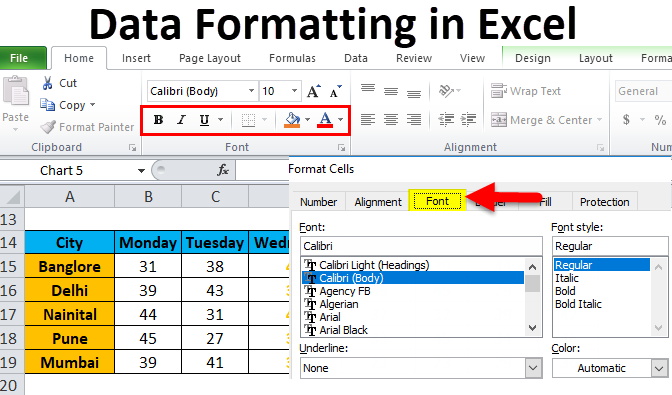 Data Formatting in Excel
File Home Insert Page Layout Formulas Data Review View Design Layout Format
Cut
Copy
Format Painter
Paste
Calibri (Body) 10 A A
B I U A
Wrap Text
Merge & Center
General
$ %
Clipboard Font Alignment
Chart 5 fx
Format Cells
Number Alignment Font Fill Protection
A B C
13
14 City Monday Tuesday
15 Banglore 31 38
16 Delhi 39 43
17 Nainital 44 31
18 Pune 45 27
19 Mumbai 39 41
20
Font: Font style:
Calibri Regular
Calibri Light (Headings)
Calibri (Body)
Agency FB
Algerian
Arial
Arial Black
Regular
Italic
Bold
Bold Italic
Underline: Color:
None Automatic